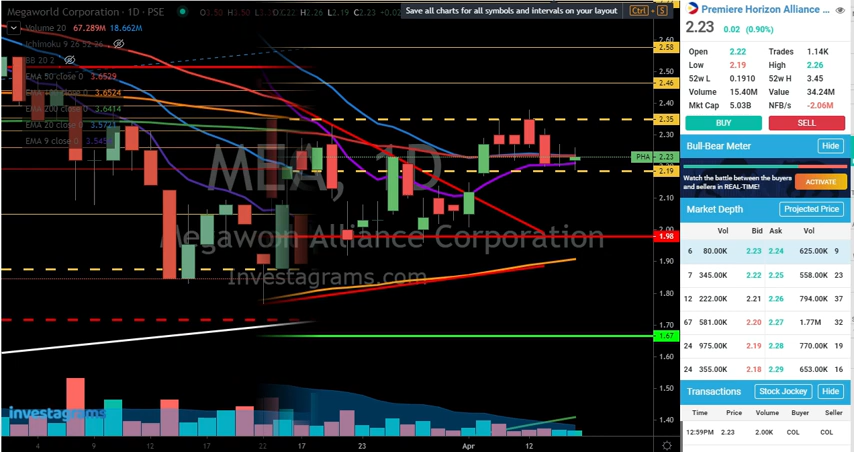 Megaworld Corporation · 1D · PSE
Save all charts for all symbols and intervals on your layout Ctrl + S
Volume 20 67.289M 18.662M
Ichimoku 9 26 52 26
BB 20 2
EMA 50 close 0 3.6529
3.6524
EMA 200 close 0 3.6414
EMA 20 close 0
EMA 9 close 0
MEA, 1D
Megawon Alliance Corporation
Investagrams.com
investagrams
2.60
2.58
2.50
2.46
2.40
2.35
2.30
PHA 2.23
2.19
2.10
2.00
1.98
1.90
1.80
1.70
1.67
1.60
1.50
1.40
4 9 12 17 23 17 23 Apr 12
Premiere Horizon Alliance ...
2.23 0.02 (0.90%)
Open 2.22 Trades 1.14K
Low 2.19 High 2.26
52w L 0.1910 52w H 3.45
Volume 15.40M Value 34.24M
Mkt Cap 5.03B NFB/s -2.06M
BUY SELL
Bull-Bear Meter Hide
Watch the battle between the buyers
and sellers in REAL-TIME! ACTIVATE
Market Depth Projected Price
Vol Bid Ask Vol
6 80.00K 2.23 2.24 625.00K 9
7 345.00K 2.22 2.25 558.00K 23
12 222.00K 2.21 2.26 794.00K 37
67 581.00K 2.20 2.27 1.77M 32
24 975.00K 2.19 2.28 770.00K 19
24 355.00K 2.18 2.29 653.00K 16
Transactions Stock Jockey Hide
Time Price Volume Buyer Seller
12:59PM 2.23 2.00K COL COL